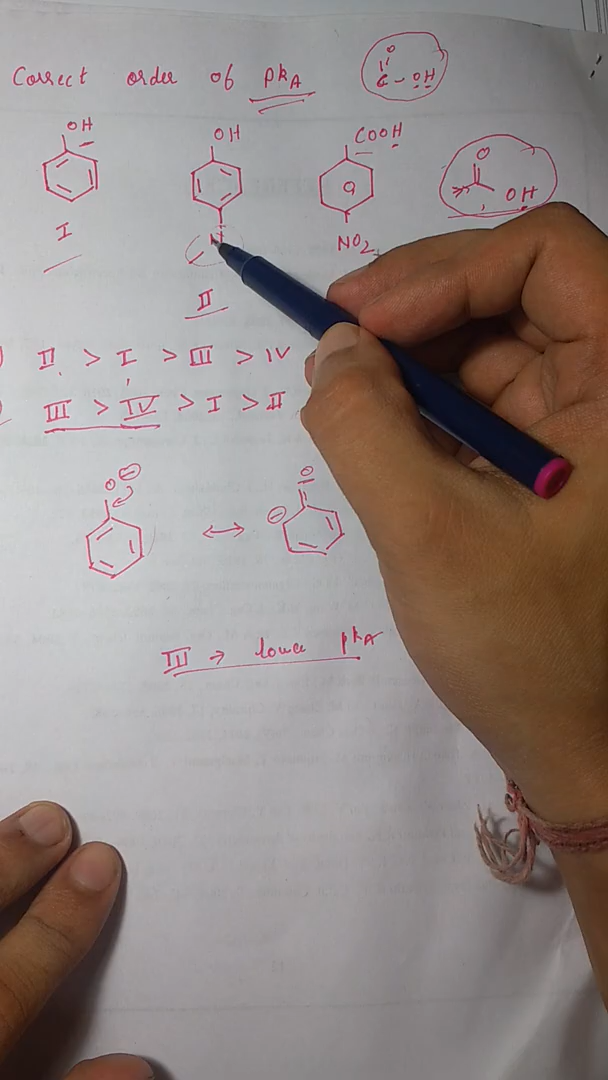 Correct order of pKA
O
C - OH
OH
OH
COOH
O
OH
N
NO2
I
II
II > I > III > IV
III > IV > I > II
O
O
III → lower pKA